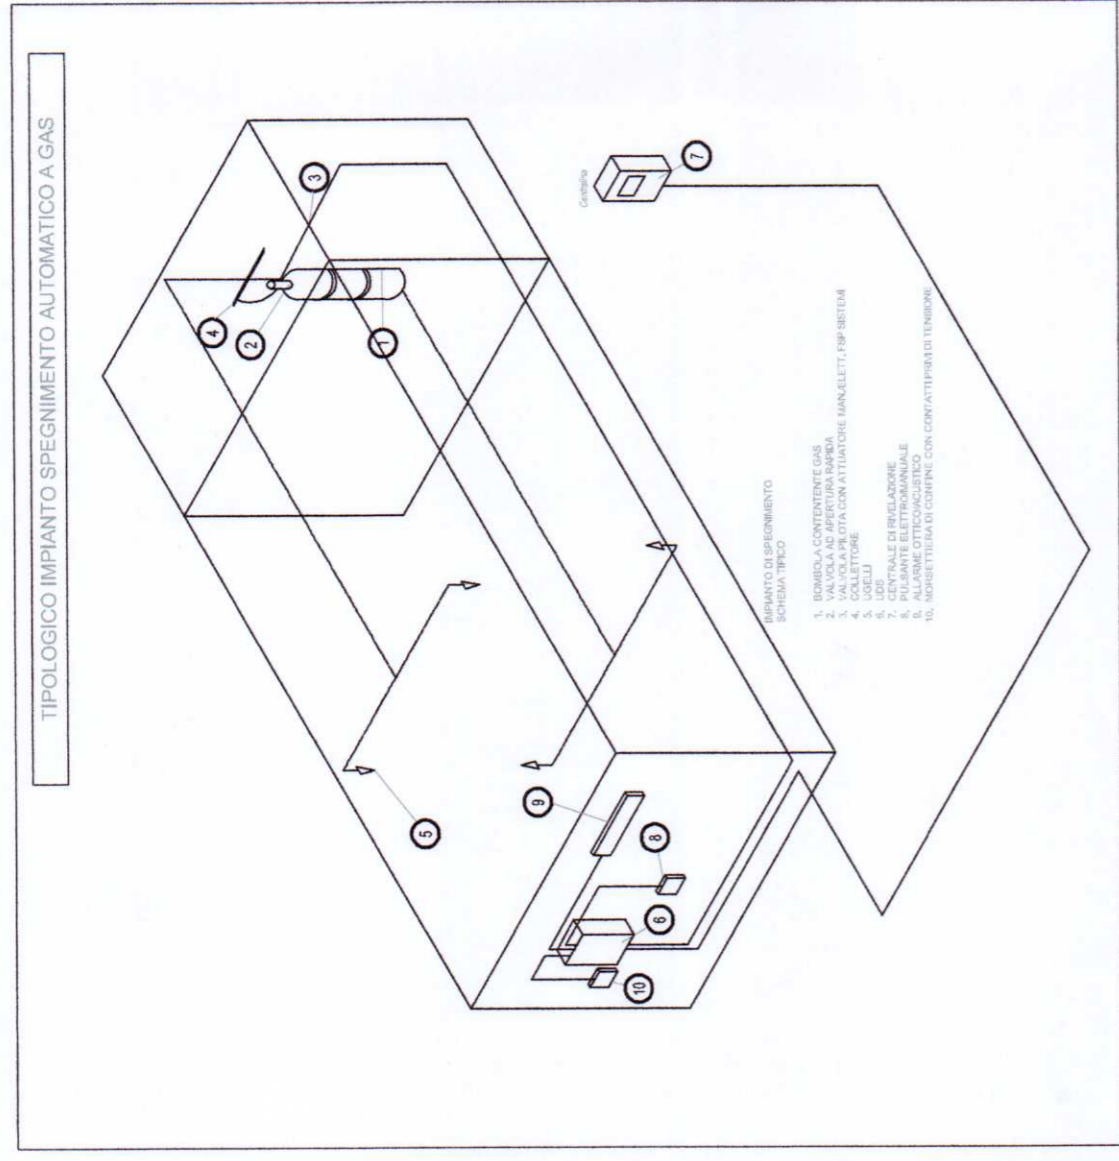 TIPOLOGICO IMPIANTO SPEGNIMENTO AUTOMATICO A GAS
4
2
3
1
Centralina
7
5
9
8
6
10
IMPIANTO DI SPEGNIMENTO
SCHEMA TIPICO
1. BOMBOLA CONTENTENTE GAS
2. VALVOLA AD APERTURA RAPIDA
3. VALVOLA PILOTA CON ATTUATORE MAN/ELETT, FSP SISTEMI
4. COLLETTORE
5. UGELLI
6. UDS
7. CENTRALE DI RIVELAZIONE
8. PULSANTE ELETTROMANUALE
9. ALLARME OTTICO/ACUSTICO
10. MORSETTIERA DI CONFINE CON CONTATTI PRIVI DI TENSIONE